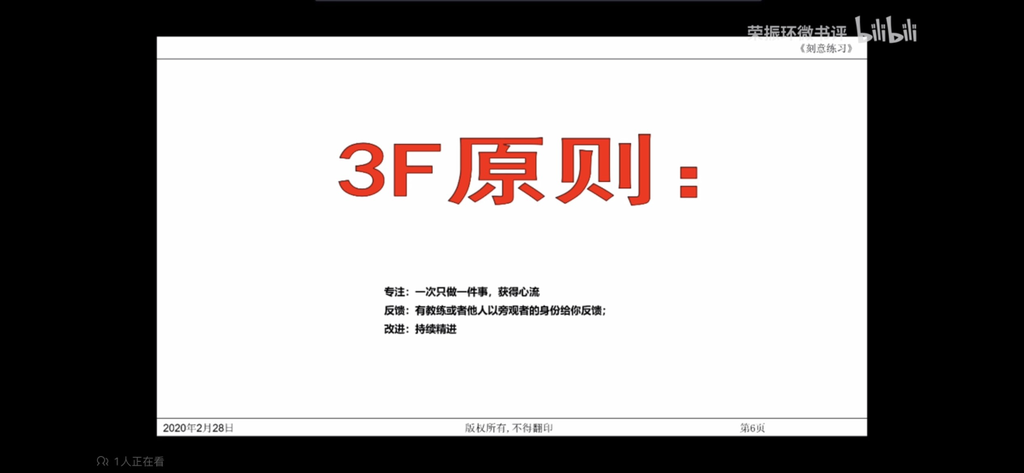 荣振环微书评 bilibili
《刻意练习》
3F原则：
专注：一次只做一件事，获得心流
反馈：有教练或者他人以旁观者的身份给你反馈；
改进：持续精进
2020年2月28日 版权所有,不得翻印 第6页
1人正在看